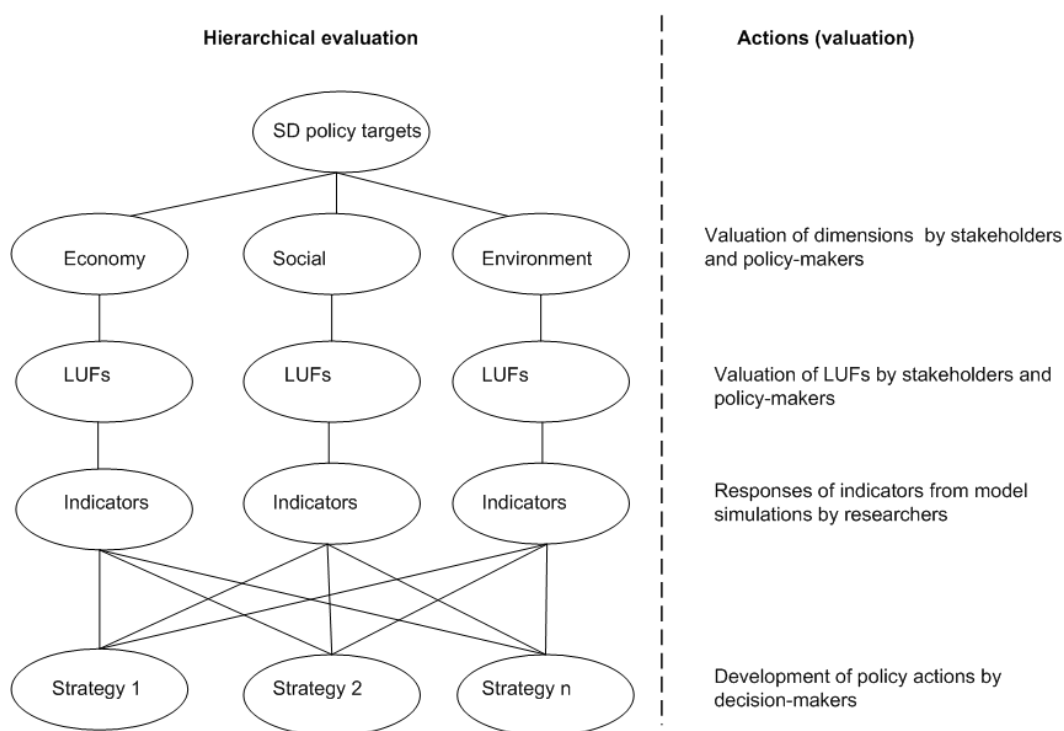 Hierarchical evaluation
Actions (valuation)
SD policy targets
Economy
Social
Environment
Valuation of dimensions by stakeholders
and policy-makers
LUFs
LUFs
LUFs
Valuation of LUFs by stakeholders and
policy-makers
Indicators
Indicators
Indicators
Responses of indicators from model
simulations by researchers
Strategy 1
Strategy 2
Strategy n
Development of policy actions by
decision-makers